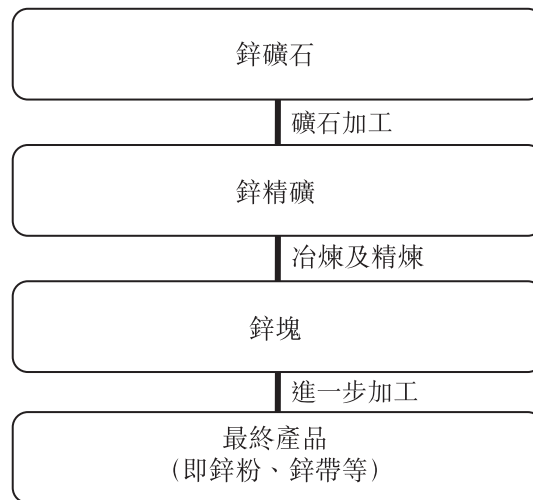 鋅礦石
礦石加工
鋅精礦
冶煉及精煉
鋅塊
進一步加工
最終產品
（即鋅粉、鋅帶等）